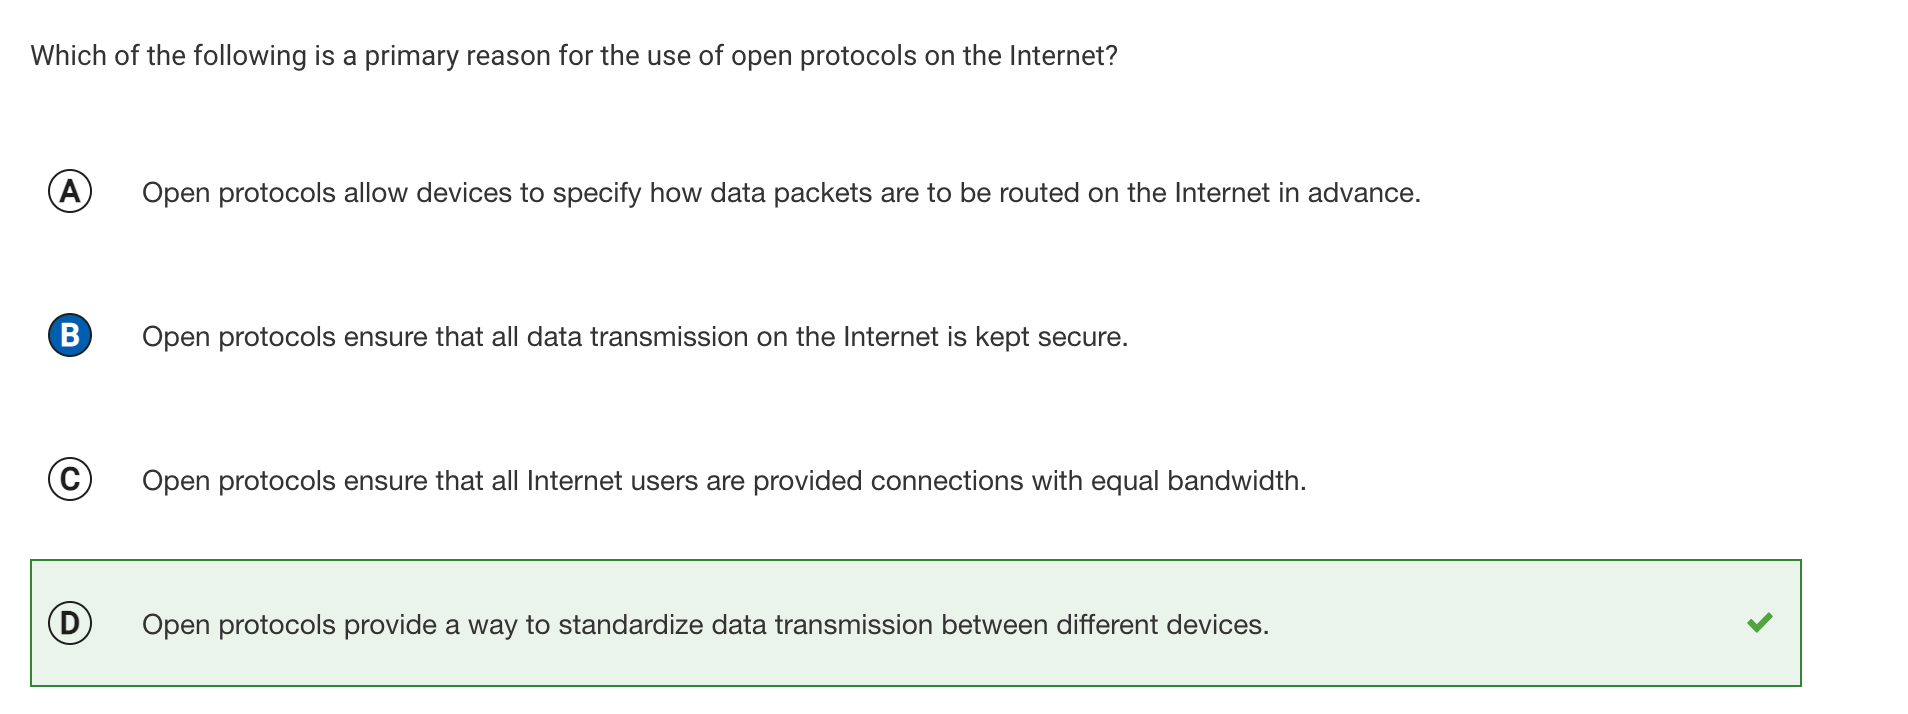 Which of the following is a primary reason for the use of open protocols on the Internet?
A Open protocols allow devices to specify how data packets are to be routed on the Internet in advance.
B Open protocols ensure that all data transmission on the Internet is kept secure.
C Open protocols ensure that all Internet users are provided connections with equal bandwidth.
D Open protocols provide a way to standardize data transmission between different devices.